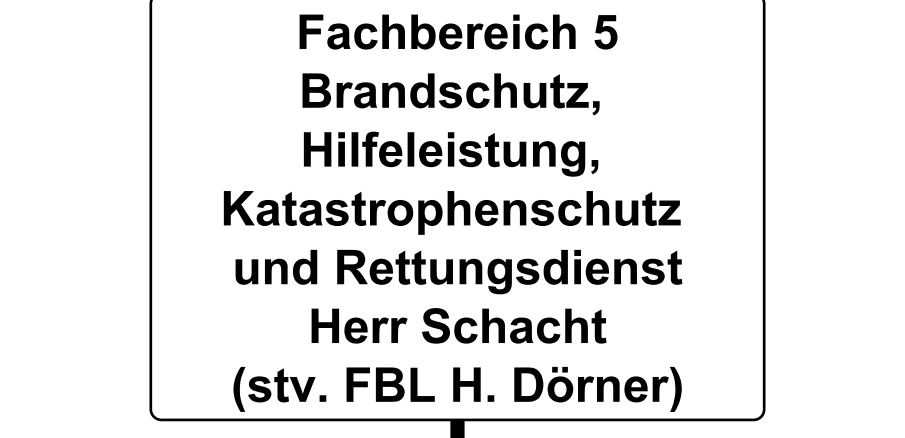 Fachbereich 5
Brandschutz,
Hilfeleistung,
Katastrophenschutz
und Rettungsdienst
Herr Schacht
(stv. FBL H. Dörner)